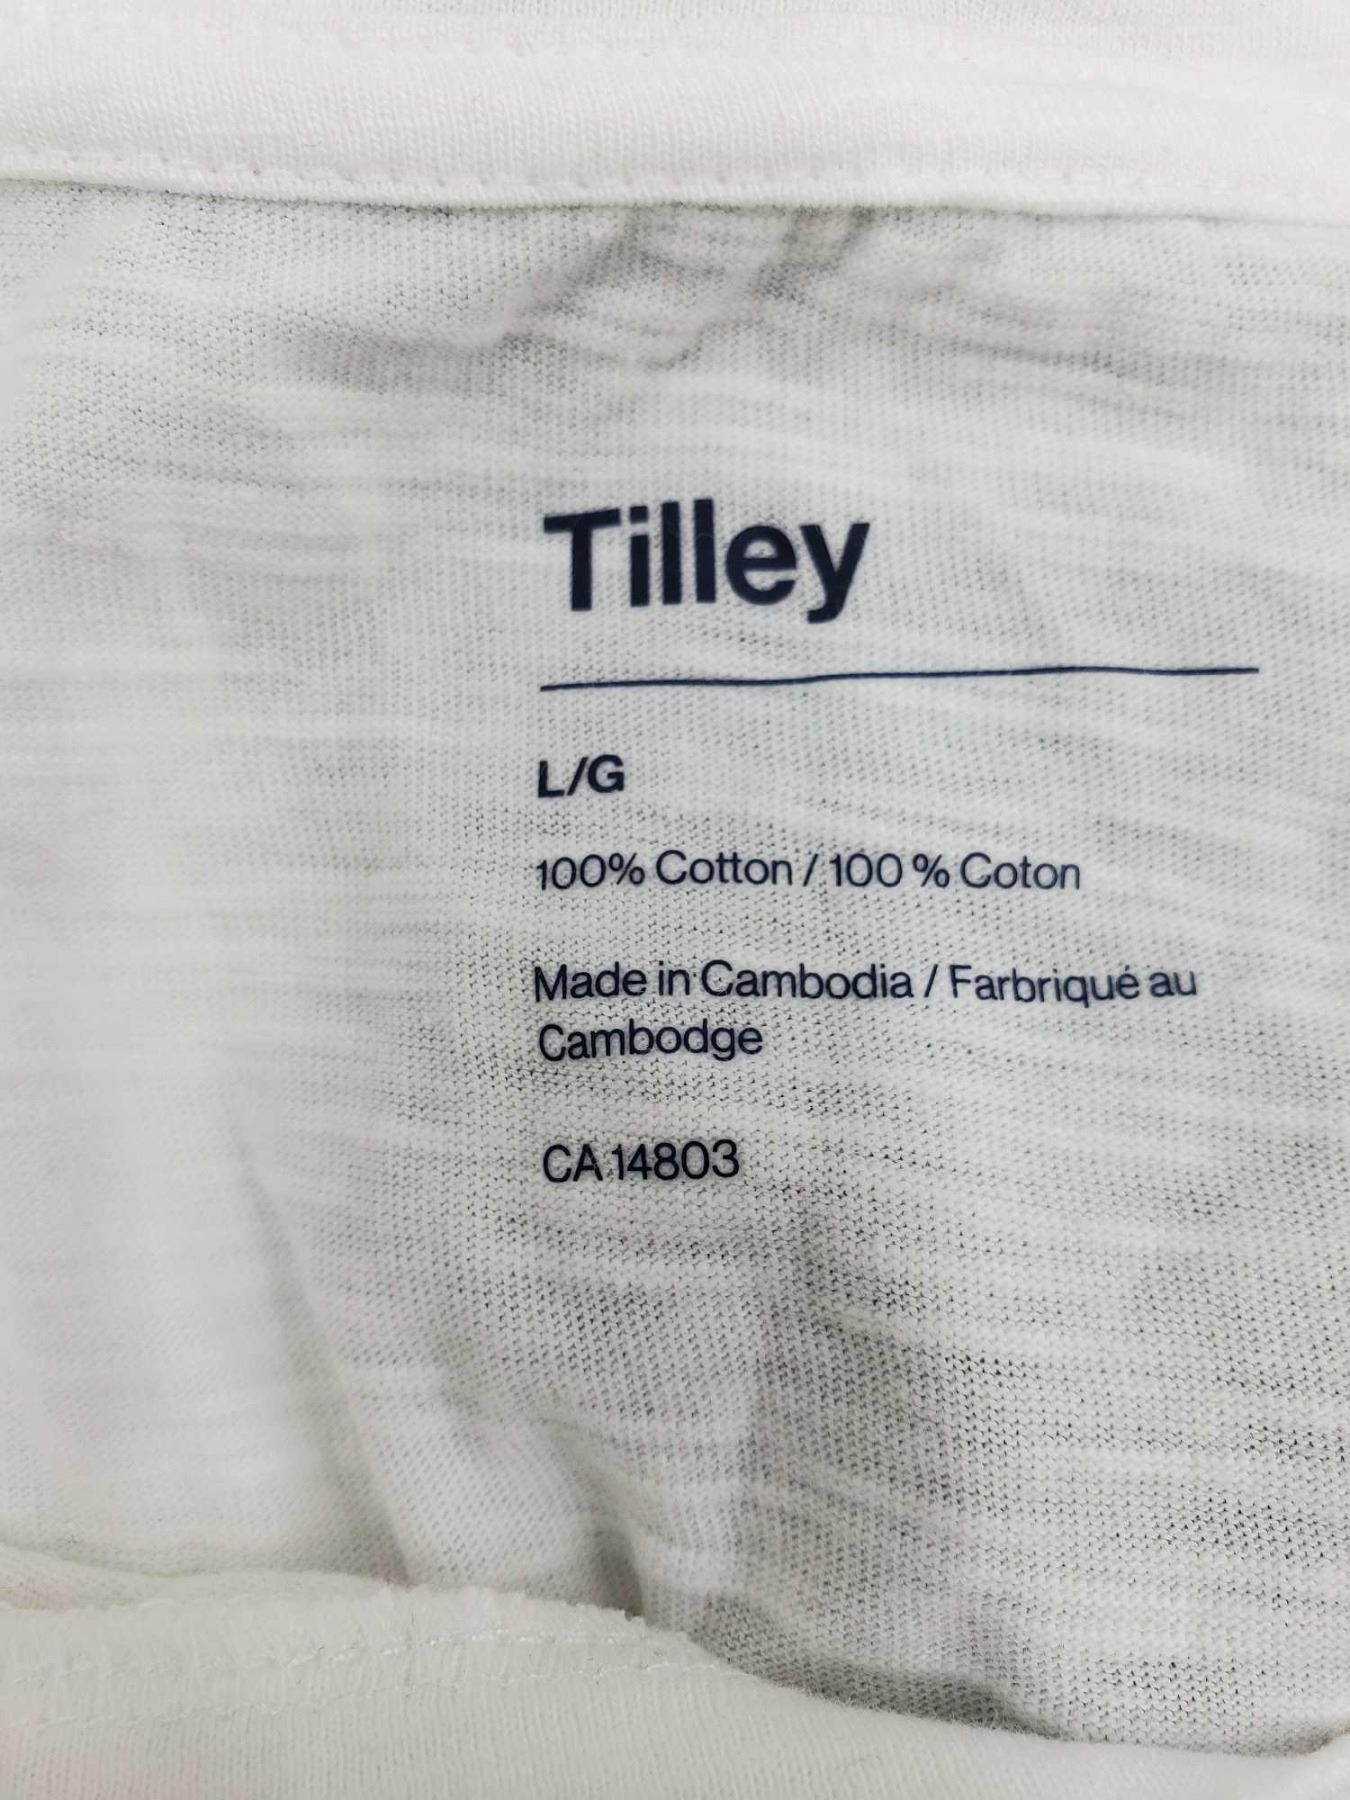 Tilley
L/G
100% Cotton / 100 % Coton
Made in Cambodia / Farbriqué au
Cambodge
CA 14803